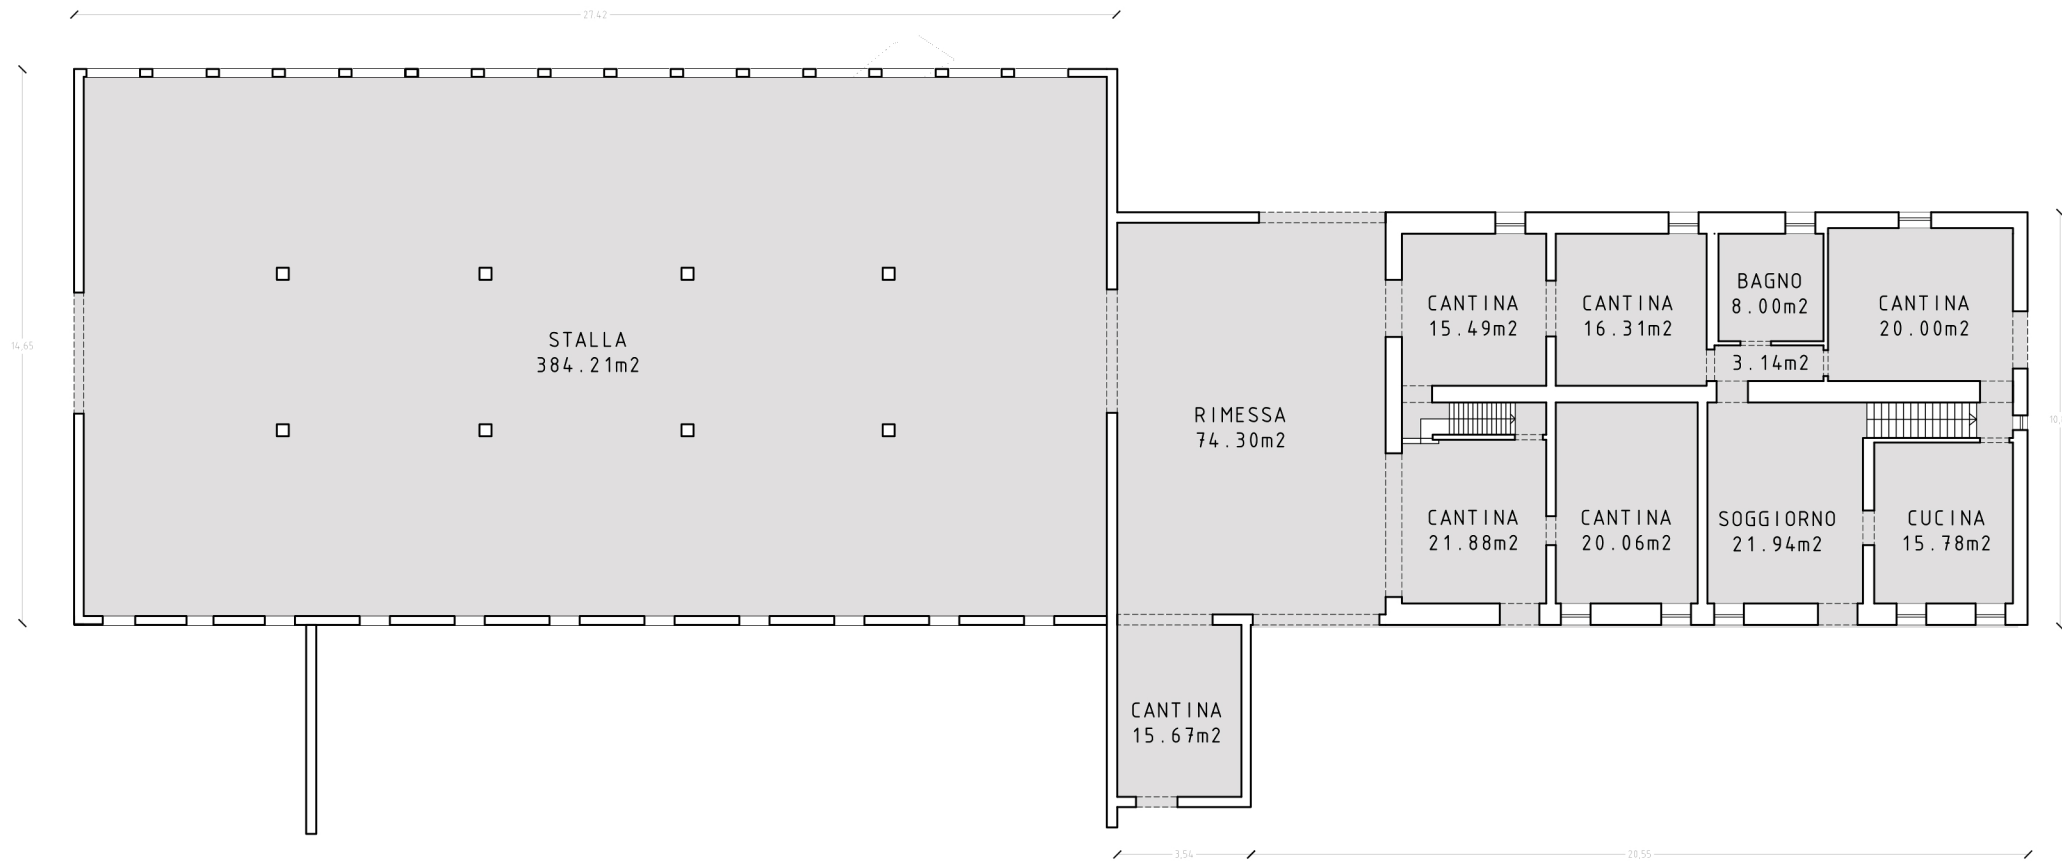 27.42
14,65
STALLA
384.21m2
RIMESSA
74.30m2
CANTINA
15.49m2
CANTINA
16.31m2
BAGNO
8.00m2
3.14m2
CANTINA
20.00m2
CANTINA
21.88m2
CANTINA
20.06m2
SOGGIORNO
21.94m2
CUCINA
15.78m2
CANTINA
15.67m2
3,54
20,55